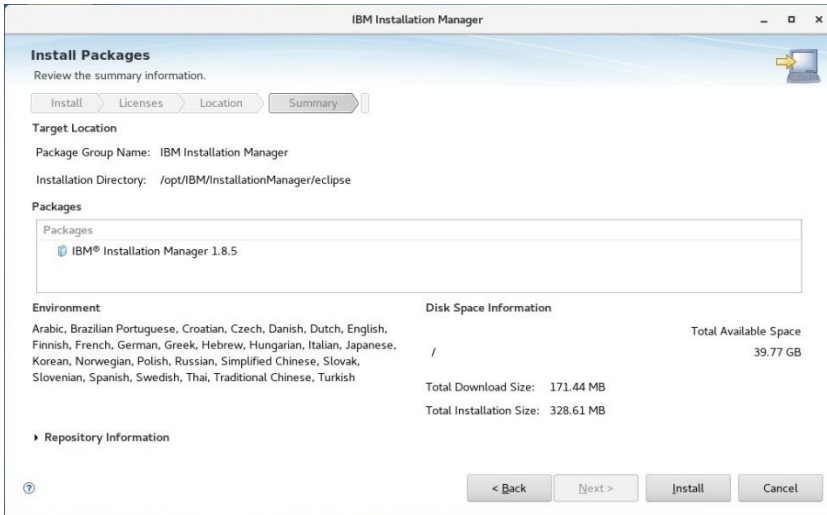 IBM Installation Manager
Install Packages
Review the summary information.
Install
Licenses
Location
Summary
Target Location
Package Group Name: IBM Installation Manager
Installation Directory: /opt/IBM/InstallationManager/eclipse
Packages
Packages
IBM® Installation Manager 1.8.5
Environment
Arabic, Brazilian Portuguese, Croatian, Czech, Danish, Dutch, English,
Finnish, French, German, Greek, Hebrew, Hungarian, Italian, Japanese,
Korean, Norwegian, Polish, Russian, Simplified Chinese, Slovak,
Slovenian, Spanish, Swedish, Thai, Traditional Chinese, Turkish
Disk Space Information
Total Available Space
/ 39.77 GB
Total Download Size: 171.44 MB
Total Installation Size: 328.61 MB
Repository Information
?
< Back
Next >
Install
Cancel